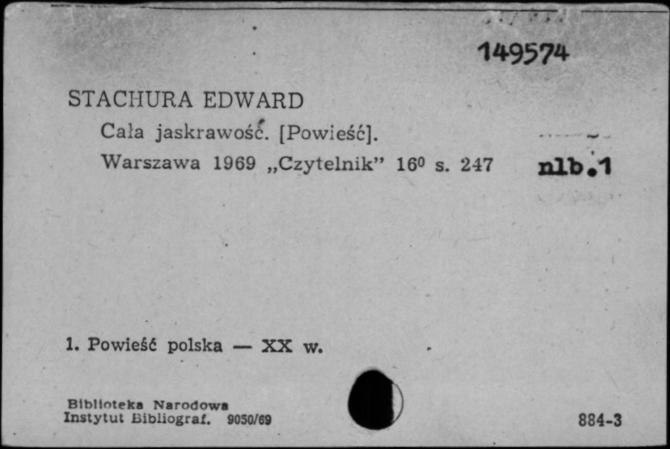 149574
STACHURA EDWARD
Cała jaskrawość. [Powieść].
Warszawa 1969 „Czytelnik” 16⁰ s. 247 nlb.1
1. Powieść polska — XX w.
Biblioteka Narodowa
Instytut Bibliograf. 9050/69
884-3